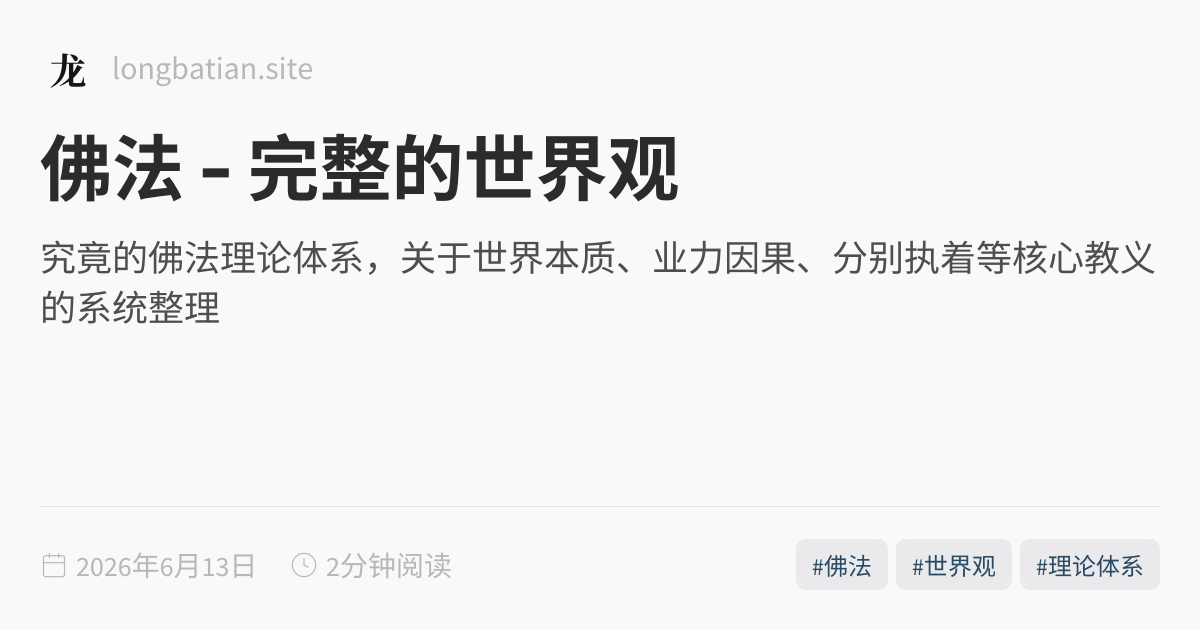 龙 longbatian.site
佛法 - 完整的世界观
究竟的佛法理论体系，关于世界本质、业力因果、分别执着等核心教义
的系统整理
2026年6月13日 2分钟阅读 #佛法 #世界观 #理论体系